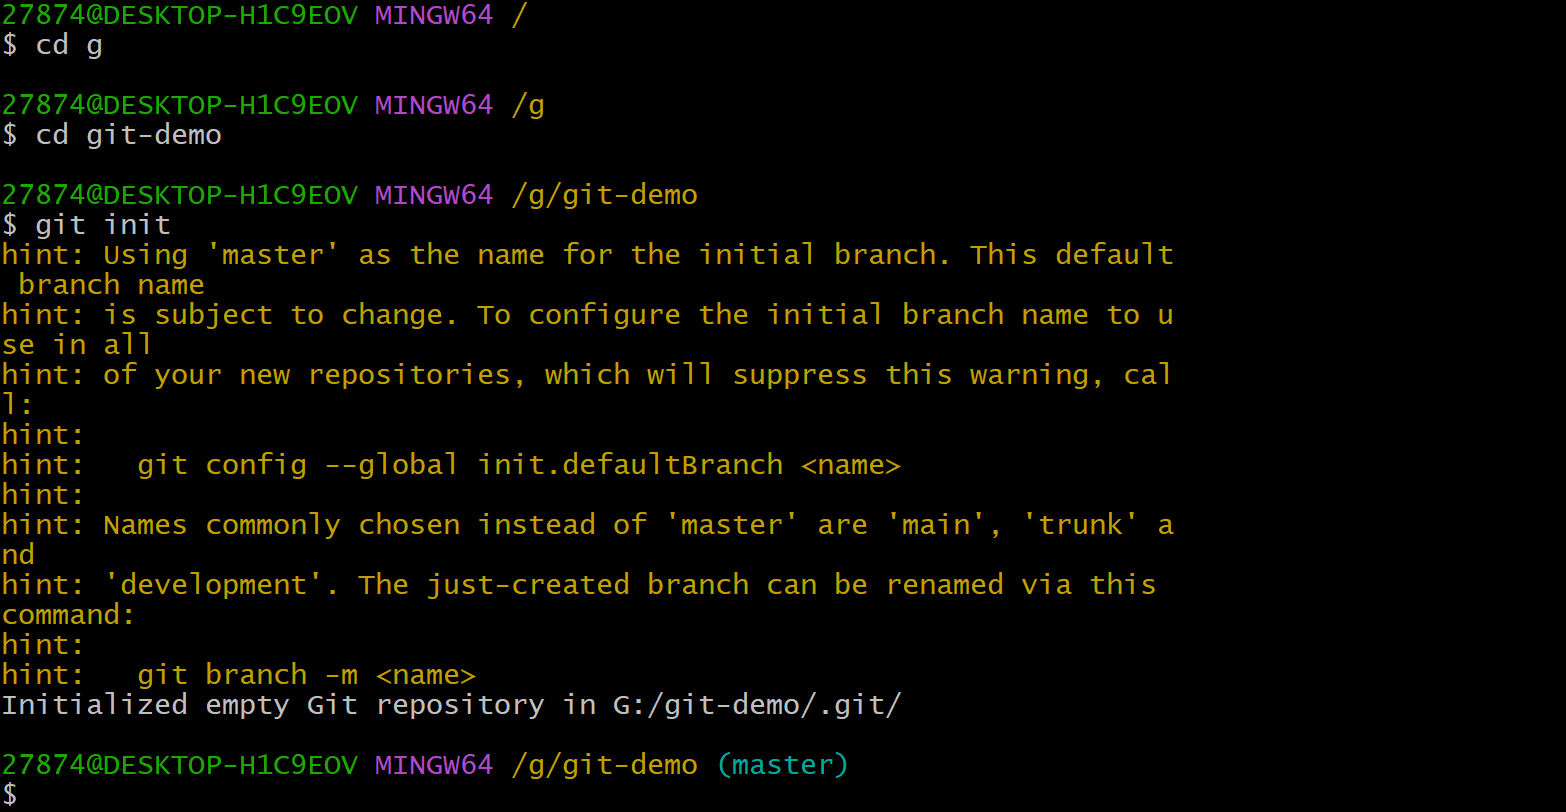 27874@DESKTOP-H1C9EOV MINGW64 /
$ cd g
27874@DESKTOP-H1C9EOV MINGW64 /g
$ cd git-demo
27874@DESKTOP-H1C9EOV MINGW64 /g/git-demo
$ git init
hint: Using 'master' as the name for the initial branch. This default
 branch name
hint: is subject to change. To configure the initial branch name to u
se in all
hint: of your new repositories, which will suppress this warning, cal
l:
hint:
hint:   git config --global init.defaultBranch <name>
hint:
hint: Names commonly chosen instead of 'master' are 'main', 'trunk' a
nd
hint: 'development'. The just-created branch can be renamed via this
command:
hint:
hint:   git branch -m <name>
Initialized empty Git repository in G:/git-demo/.git/
27874@DESKTOP-H1C9EOV MINGW64 /g/git-demo (master)
$